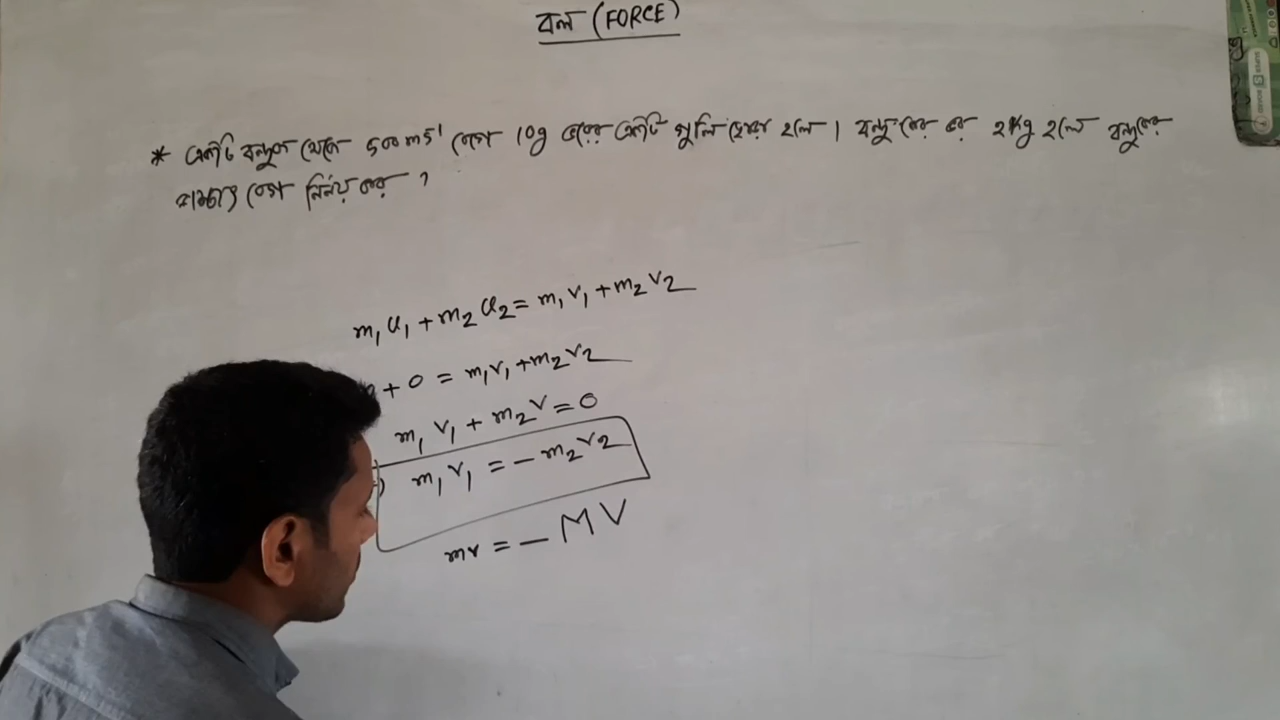 বল (FORCE)
* একটি বন্দুক থেকে 500 ms⁻¹ বেগে 10g ভরের একটি গুলি ছোরা হলো। বন্দুকের ভর 2kg হলে বন্দুকের
পশ্চাৎ বেগ নির্নয় কর ?
m₁u₁ + m₂u₂ = m₁v₁ + m₂v₂
+ 0 = m₁v₁ + m₂v₂
m₁v₁ + m₂v = 0
) m₁v₁ = – m₂v₂
mv = – MV